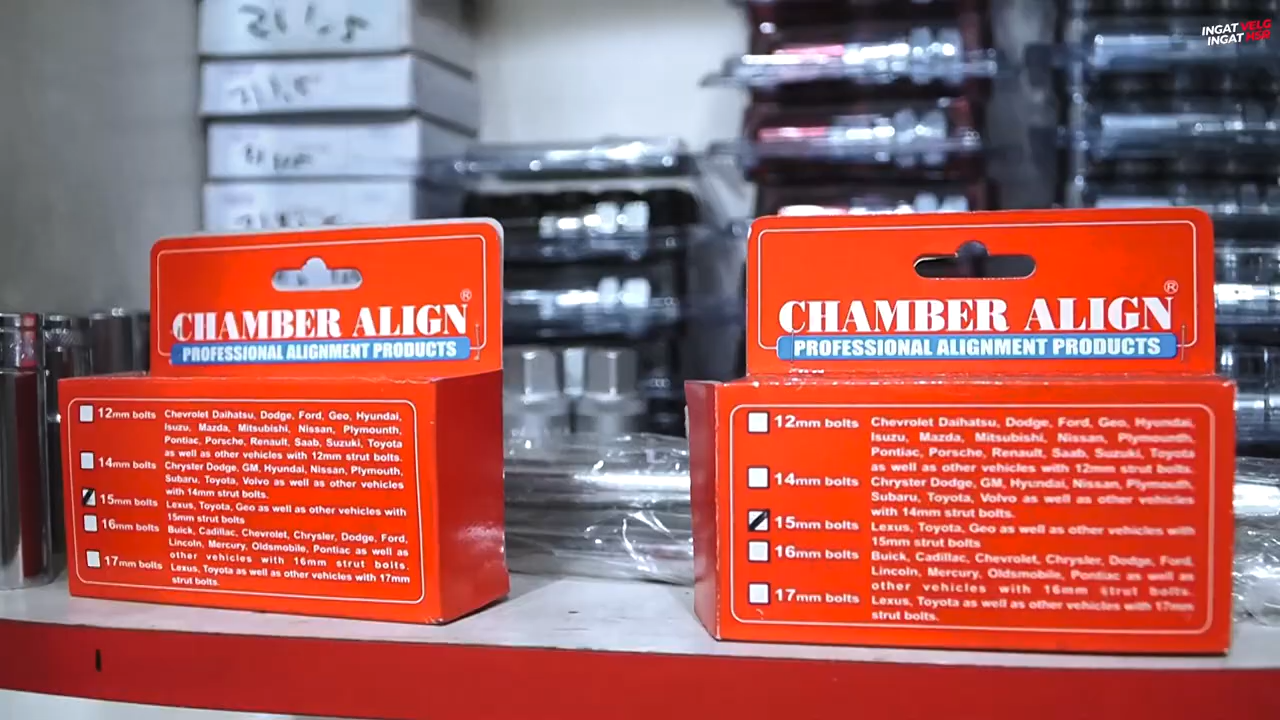 INGAT VELG
INGAT HSR
CHAMBER ALIGN®
PROFESSIONAL ALIGNMENT PRODUCTS
12mm bolts
Chevrolet Daihatsu, Dodge, Ford, Geo, Hyundai,
Isuzu, Mazda, Mitsubishi, Nissan, Plymounth,
Pontiac, Porsche, Renault, Saab, Suzuki, Toyota
as well as other vehicles with 12mm strut bolts.
14mm bolts
Chrysler Dodge, GM, Hyundai, Nissan, Plymouth,
Subaru, Toyota, Volvo as well as other vehicles
with 14mm strut bolts.
15mm bolts
Lexus, Toyota, Geo as well as other vehicles with
15mm strut bolts
16mm bolts
Buick, Cadillac, Chevrolet, Chrysler, Dodge, Ford,
Lincoln, Mercury, Oldsmobile, Pontiac as well as
other vehicles with 16mm strut bolts.
17mm bolts
Lexus, Toyota as well as other vehicles with 17mm
strut bolts.
CHAMBER ALIGN®
PROFESSIONAL ALIGNMENT PRODUCTS
12mm bolts
Chevrolet Daihatsu, Dodge, Ford, Geo, Hyundai,
Isuzu, Mazda, Mitsubishi, Nissan, Plymounth,
Pontiac, Porsche, Renault, Saab, Suzuki, Toyota
as well as other vehicles with 12mm strut bolts.
14mm bolts
Chrysler Dodge, GM, Hyundai, Nissan, Plymouth,
Subaru, Toyota, Volvo as well as other vehicles
with 14mm strut bolts.
15mm bolts
Lexus, Toyota, Geo as well as other vehicles with
15mm strut bolts
16mm bolts
Buick, Cadillac, Chevrolet, Chrysler, Dodge, Ford,
Lincoln, Mercury, Oldsmobile, Pontiac as well as
other vehicles with 16mm strut bolts.
17mm bolts
Lexus, Toyota as well as other vehicles with 17mm
strut bolts.